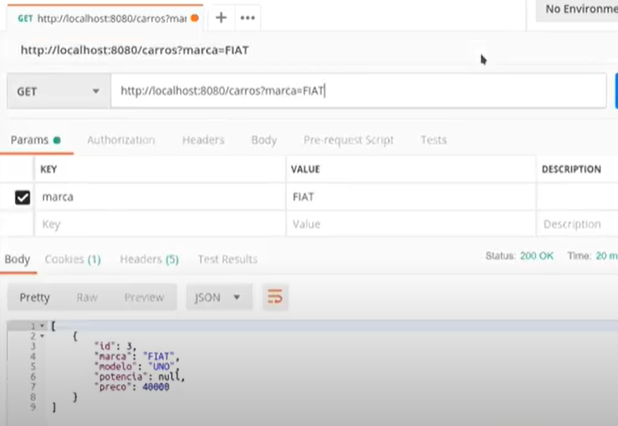 GET http://localhost:8080/carros?mar
No Environme
http://localhost:8080/carros?marca=FIAT
GET http://localhost:8080/carros?marca=FIAT
Params Authorization Headers Body Pre-request Script Tests
KEY VALUE DESCRIPTION
marca FIAT
Key Value Description
Body Cookies (1) Headers (5) Test Results Status: 200 OK Time: 20 m
Pretty Raw Preview JSON
1 [
2 {
3 "id": 3,
4 "marca": "FIAT",
5 "modelo": "UNO",
6 "potencia": null,
7 "preco": 40000
8 }
9 ]